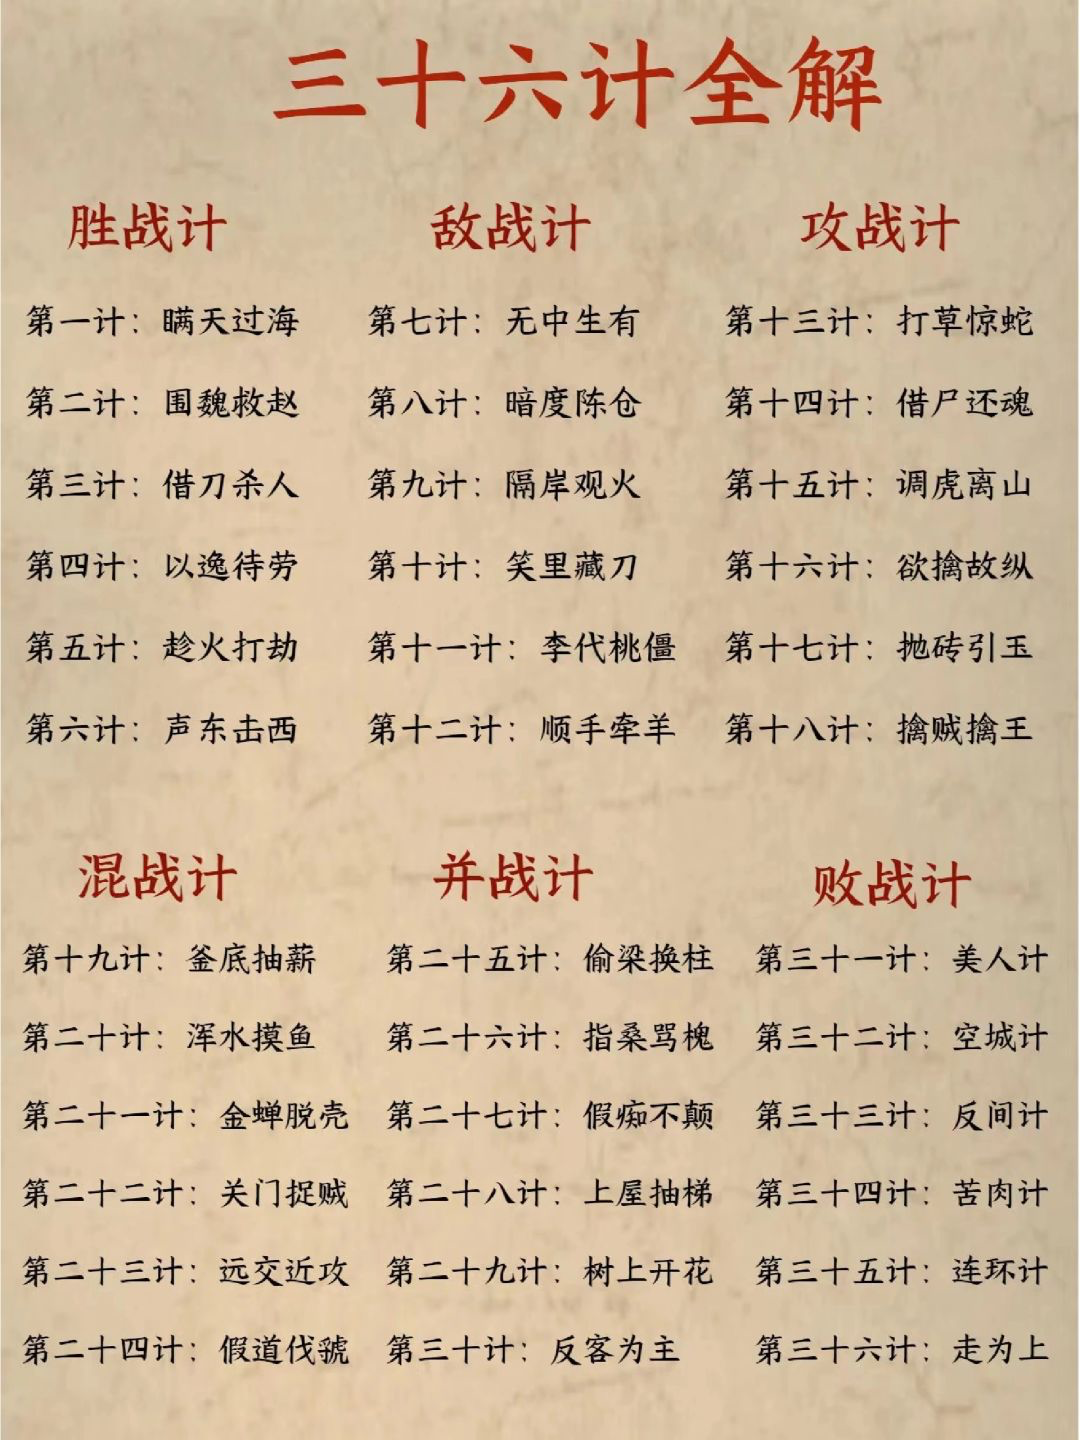 三十六计全解
胜战计
第一计：瞒天过海
第二计：围魏救赵
第三计：借刀杀人
第四计：以逸待劳
第五计：趁火打劫
第六计：声东击西
敌战计
第七计：无中生有
第八计：暗度陈仓
第九计：隔岸观火
第十计：笑里藏刀
第十一计：李代桃僵
第十二计：顺手牵羊
攻战计
第十三计：打草惊蛇
第十四计：借尸还魂
第十五计：调虎离山
第十六计：欲擒故纵
第十七计：抛砖引玉
第十八计：擒贼擒王
混战计
第十九计：釜底抽薪
第二十计：浑水摸鱼
第二十一计：金蝉脱壳
第二十二计：关门捉贼
第二十三计：远交近攻
第二十四计：假道伐虢
并战计
第二十五计：偷梁换柱
第二十六计：指桑骂槐
第二十七计：假痴不颠
第二十八计：上屋抽梯
第二十九计：树上开花
第三十计：反客为主
败战计
第三十一计：美人计
第三十二计：空城计
第三十三计：反间计
第三十四计：苦肉计
第三十五计：连环计
第三十六计：走为上